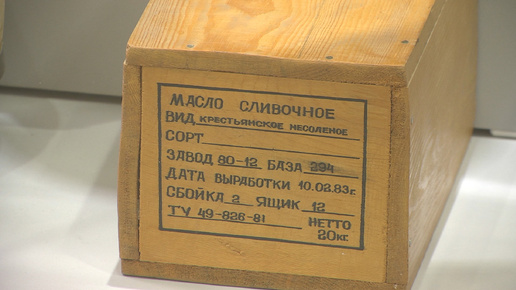 МАСЛО СЛИВОЧНОЕ
ВИД КРЕСТЬЯНСКОЕ НЕСОЛЕНОЕ
СОРТ
ЗАВОД 80-12 БАЗА 294
ДАТА ВЫРАБОТКИ 10.02.83г.
СБОЙКА 2 ЯЩИК 12
ТУ 49-826-81 НЕТТО
20кг.